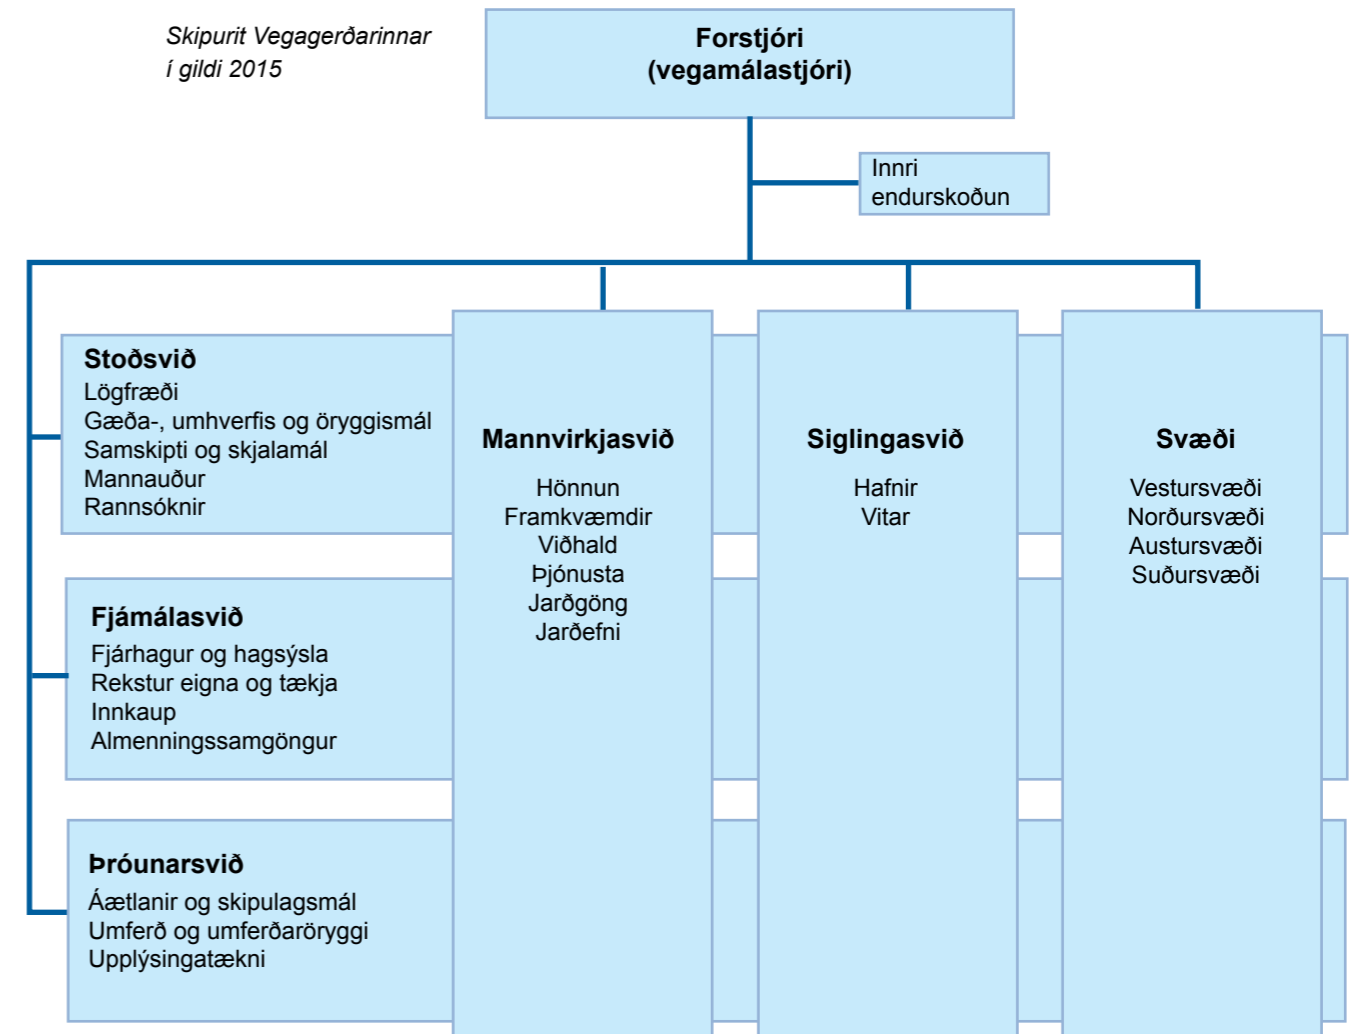 Skipurit Vegagerðarinnar
í gildi 2015
Forstjóri
(vegamálastjóri)
Innri
endurskoðun
Stoðsvið
Lögfræði
Gæða-, umhverfis og öryggismál
Samskipti og skjalamál
Mannauður
Rannsóknir
Fjámálasvið
Fjárhagur og hagsýsla
Rekstur eigna og tækja
Innkaup
Almenningssamgöngur
Þróunarsvið
Áætlanir og skipulagsmál
Umferð og umferðaröryggi
Upplýsingatækni
Mannvirkjasvið
Hönnun
Framkvæmdir
Viðhald
Þjónusta
Jarðgöng
Jarðefni
Siglingasvið
Hafnir
Vitar
Svæði
Vestursvæði
Norðursvæði
Austursvæði
Suðursvæði